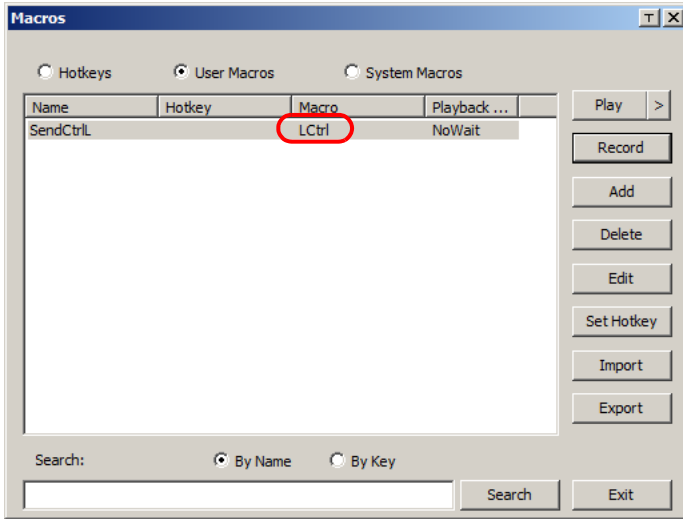 Macros
Hotkeys User Macros System Macros
Name Hotkey Macro Playback ... Play >
SendCtrlL LCtrl NoWait
Record
Add
Delete
Edit
Set Hotkey
Import
Export
Search: By Name By Key
Search Exit